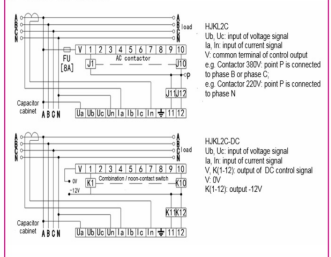 A
B
C
N
A
B load
C
N
FU
[8A]
V 1 2 3 4 5 6 7 8 9 10
AC contactor
J1 J10
P
J11 J12
Capacitor
cabinet
A B C N
Ua Ub Uc Un Ia Ib Ic In ⏚ 11 12
HJKL2C
Ub, Uc: input of voltage signal
Ia, In: input of current signal
V: common terminal of control output
e.g. Contactor 380V: point P is connected
to phase B or phase C;
e.g. Contactor 220V: point P is connected
to phase N
A
B
C
N
A
B load
C
N
V 1 2 3 4 5 6 7 8 9 10
0V
-12V
Combination / noon-contact switch
K1 K10
K11 K12
Capacitor
cabinet
A B C N
Ua Ub Uc Un Ia Ib Ic In ⏚ 11 12
HJKL2C-DC
Ub, Uc: input of voltage signal
Ia, In: input of current signal
V, K(1-12): output of DC control signal
V: 0V
K(1-12): output -12V